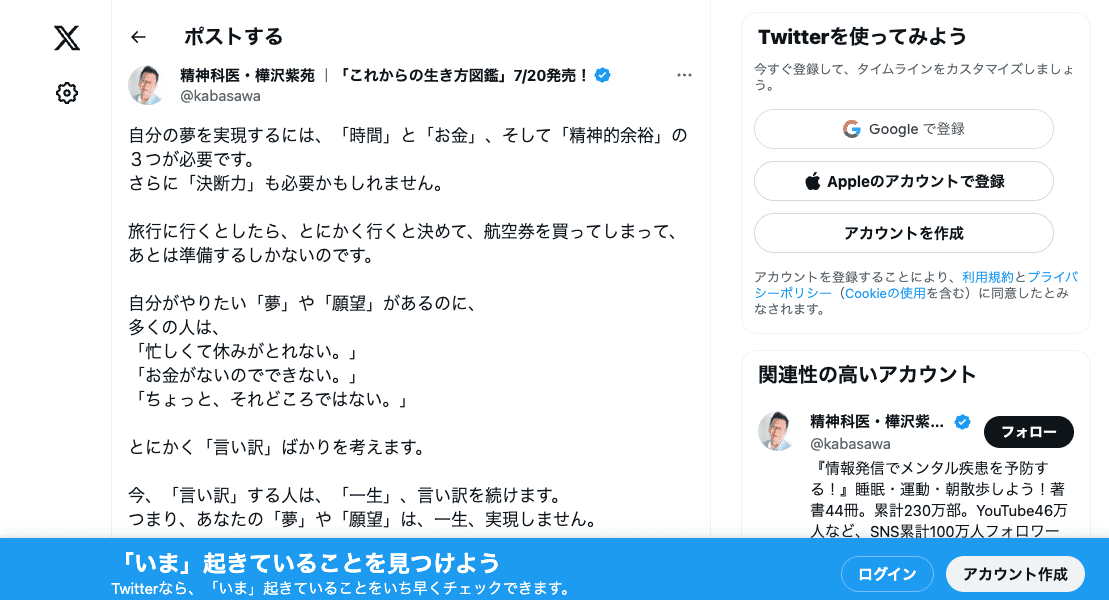 ポストする
精神科医・樺沢紫苑 ｜ 「これからの生き方図鑑」7/20発売！
@kabasawa
自分の夢を実現するには、「時間」と「お金」、そして「精神的余裕」の
３つが必要です。
さらに「決断力」も必要かもしれません。
旅行に行くとしたら、とにかく行くと決めて、航空券を買ってしまって、
あとは準備するしかないのです。
自分がやりたい「夢」や「願望」があるのに、
多くの人は、
「忙しくて休みがとれない。」
「お金がないのでできない。」
「ちょっと、それどころではない。」
とにかく「言い訳」ばかりを考えます。
今、「言い訳」する人は、「一生」、言い訳を続けます。
つまり、あなたの「夢」や「願望」は、一生、実現しません。
Twitterを使ってみよう
今すぐ登録して、タイムラインをカスタマイズしましょ
う。
Google で登録
Appleのアカウントで登録
アカウントを作成
アカウントを登録することにより、利用規約とプライバ
シーポリシー（Cookieの使用を含む）に同意したとみ
なされます。
関連性の高いアカウント
精神科医・樺沢紫...
@kabasawa
フォロー
『情報発信でメンタル疾患を予防す
る！』睡眠・運動・朝散歩しよう！著
書44冊。累計230万部。YouTube46万
人など、SNS累計100万人フォロワー
「いま」起きていることを見つけよう
Twitterなら、「いま」起きていることをいち早くチェックできます。
ログイン
アカウント作成